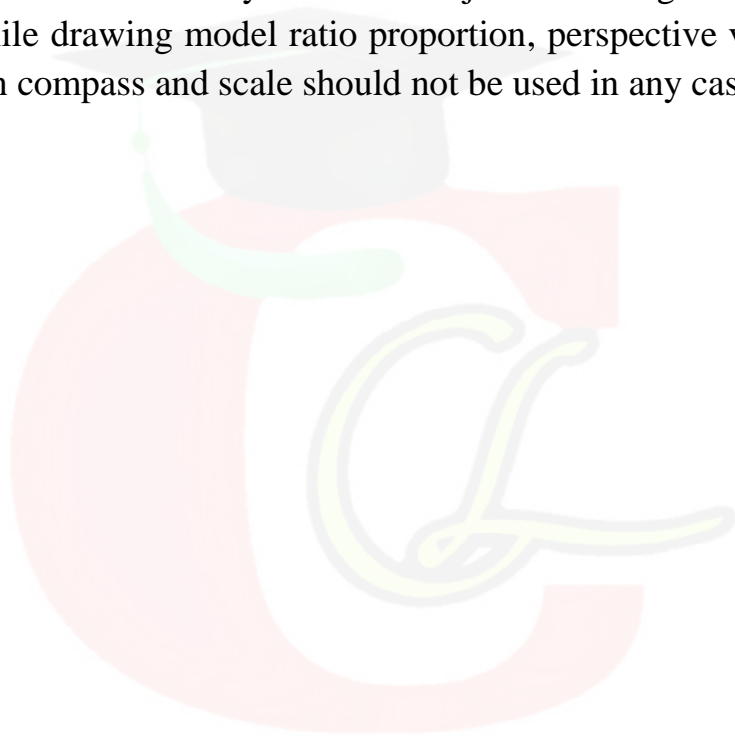 ile drawing model ratio proportion, perspective
compass and scale should not be used in any cas